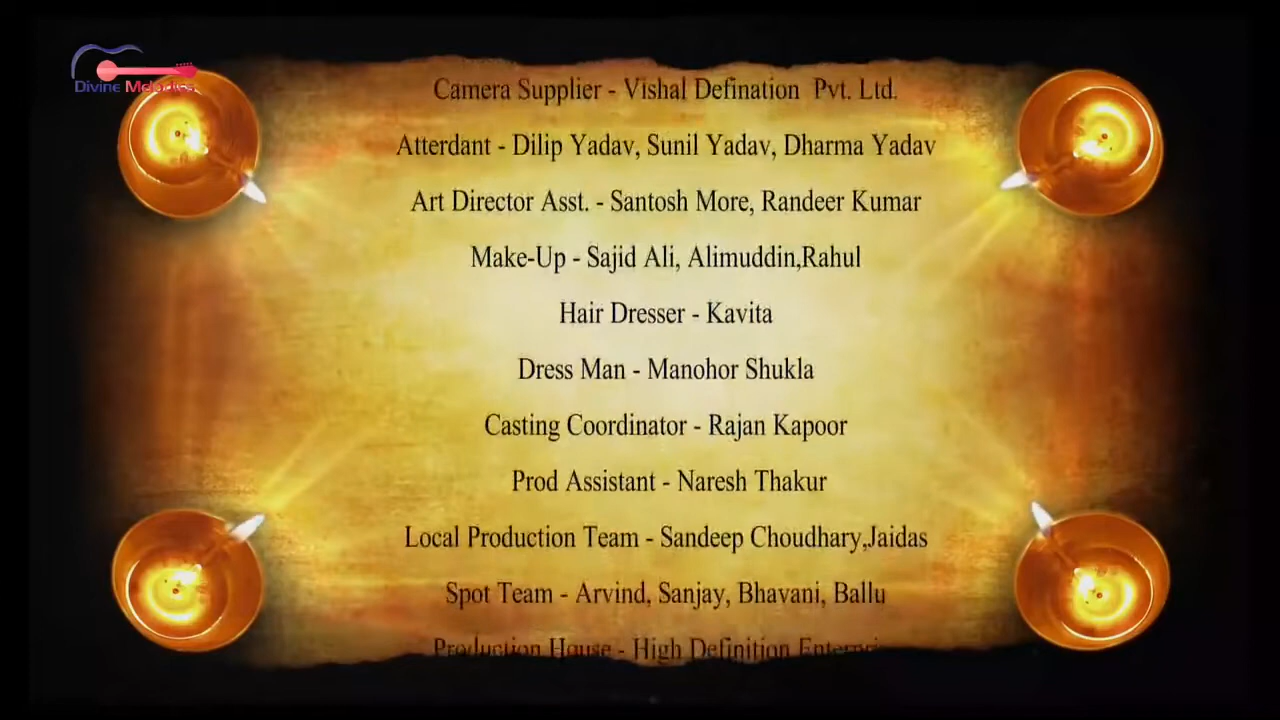 Divine Melodies
Camera Supplier - Vishal Defination Pvt. Ltd.
Atterdant - Dilip Yadav, Sunil Yadav, Dharma Yadav
Art Director Asst. - Santosh More, Randeer Kumar
Make-Up - Sajid Ali, Alimuddin,Rahul
Hair Dresser - Kavita
Dress Man - Manohor Shukla
Casting Coordinator - Rajan Kapoor
Prod Assistant - Naresh Thakur
Local Production Team - Sandeep Choudhary,Jaidas
Spot Team - Arvind, Sanjay, Bhavani, Ballu
Production House - High Definition